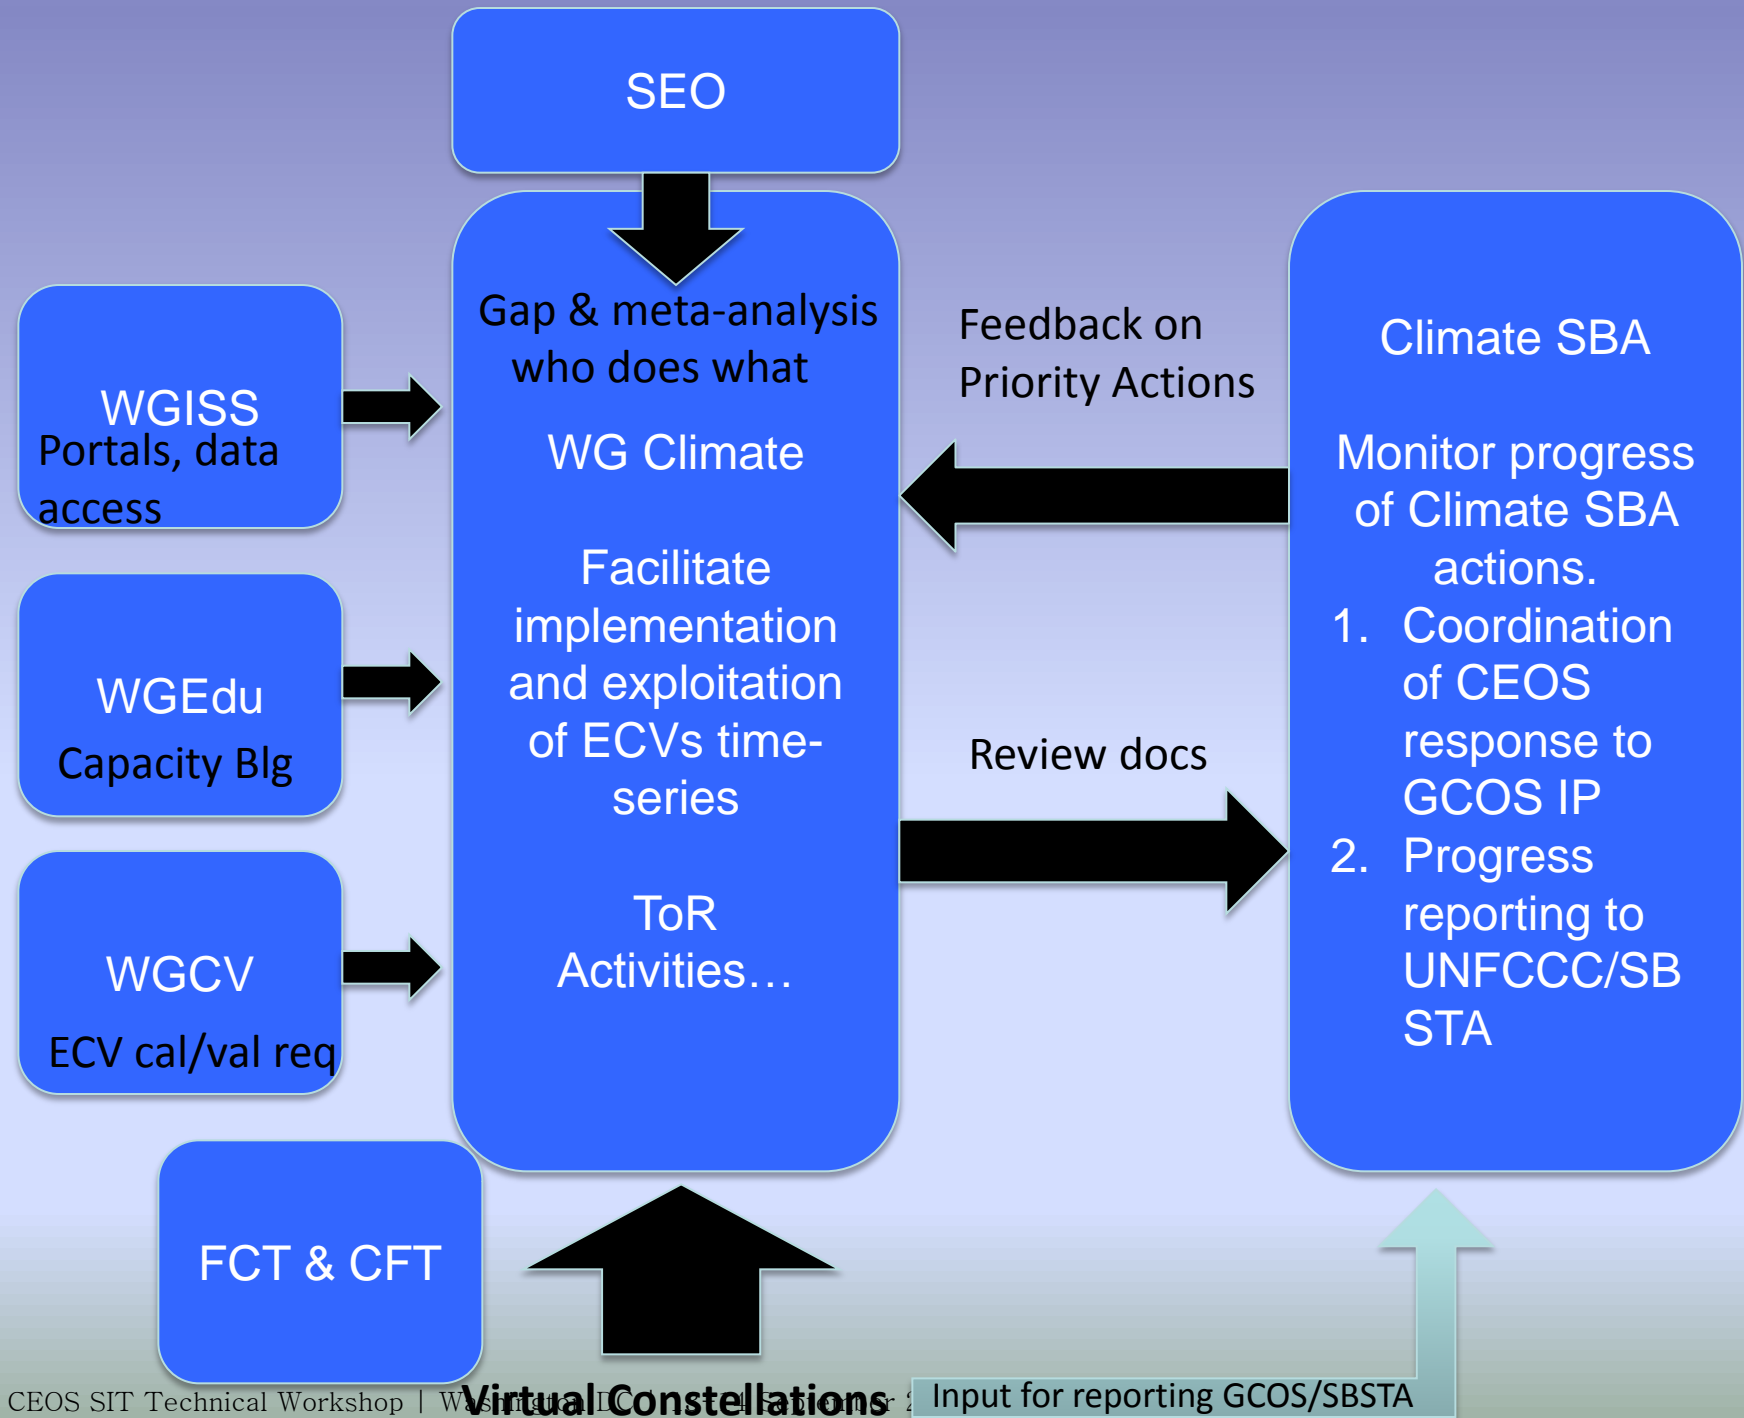 SEO
Gap & meta-analysis
who does what
WG Climate
Facilitate
implementation
and exploitation
of ECVs time-
series
ToR
Activities…
WGISS
Portals, data
access
WGEdu
Capacity Blg
WGCV
ECV cal/val req
FCT & CFT
Feedback on
Priority Actions
Review docs
Climate SBA
Monitor progress
of Climate SBA
actions.
1. Coordination
of CEOS
response to
GCOS IP
2. Progress
reporting to
UNFCCC/SB
STA
CEOS SIT Technical Workshop | Washington DC | September
Virtual Constellations
Input for reporting GCOS/SBSTA